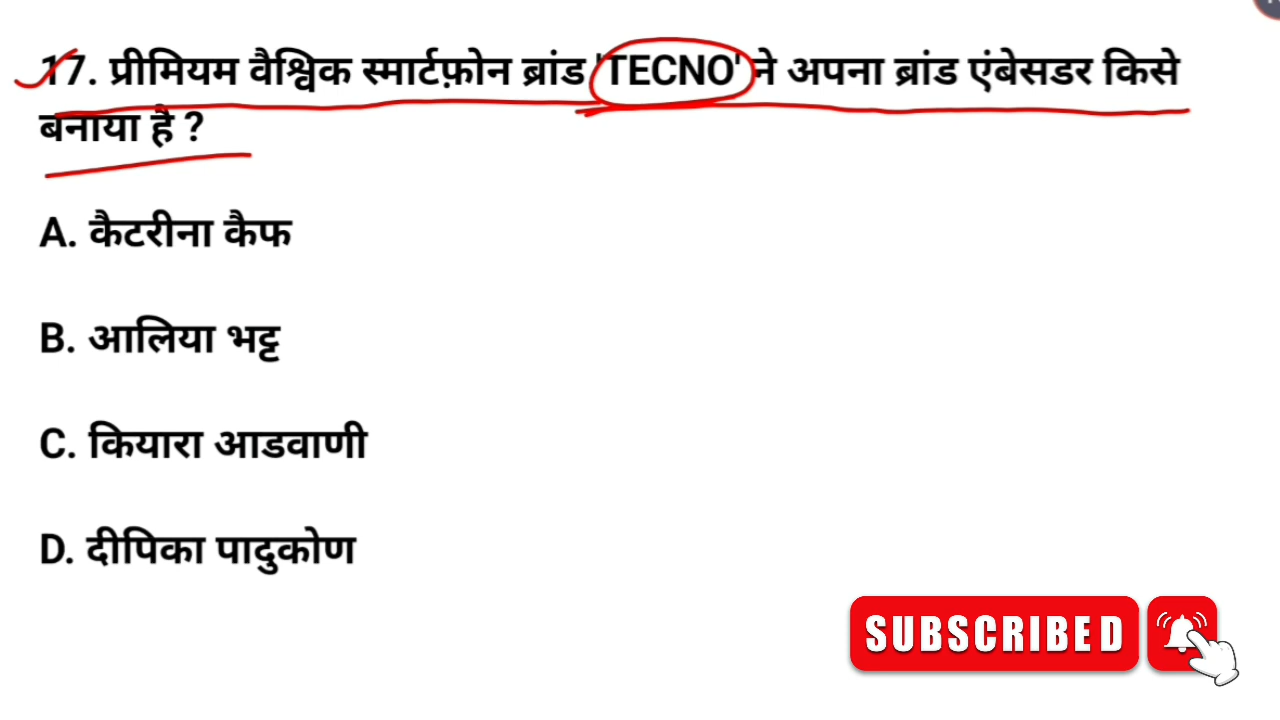 17. प्रीमियम वैश्विक स्मार्टफ़ोन ब्रांड 'TECNO' ने अपना ब्रांड एंबेसडर किसे
बनाया है ?
A. कैटरीना कैफ
B. आलिया भट्ट
C. कियारा आडवाणी
D. दीपिका पादुकोण
SUBSCRIBED